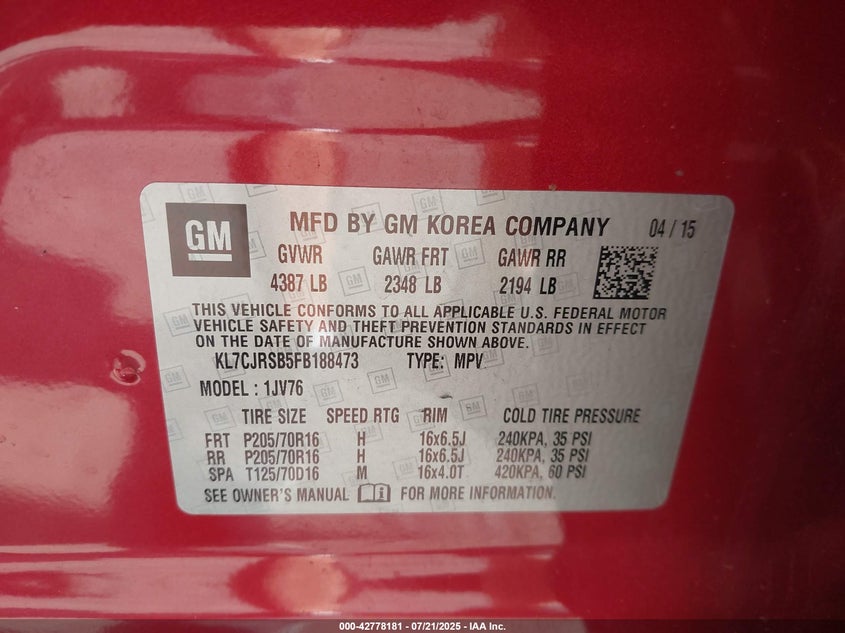 GM MFD BY GM KOREA COMPANY 04 / 15
GVWR GAWR FRT GAWR RR
4387 LB 2348 LB 2194 LB
THIS VEHICLE CONFORMS TO ALL APPLICABLE U.S. FEDERAL MOTOR
VEHICLE SAFETY AND THEFT PREVENTION STANDARDS IN EFFECT
ON THE DATE OF MANUFACTURE SHOWN ABOVE.
KL7CJRSB5FB188473 TYPE: MPV
MODEL : 1JV76
TIRE SIZE SPEED RTG RIM COLD TIRE PRESSURE
FRT P205/70R16 H 16x6.5J 240KPA, 35 PSI
RR P205/70R16 H 16x6.5J 240KPA, 35 PSI
SPA T125/70D16 M 16x4.0T 420KPA, 60 PSI
SEE OWNER'S MANUAL FOR MORE INFORMATION.
000-42778181 - 07/21/2025 - IAA Inc.